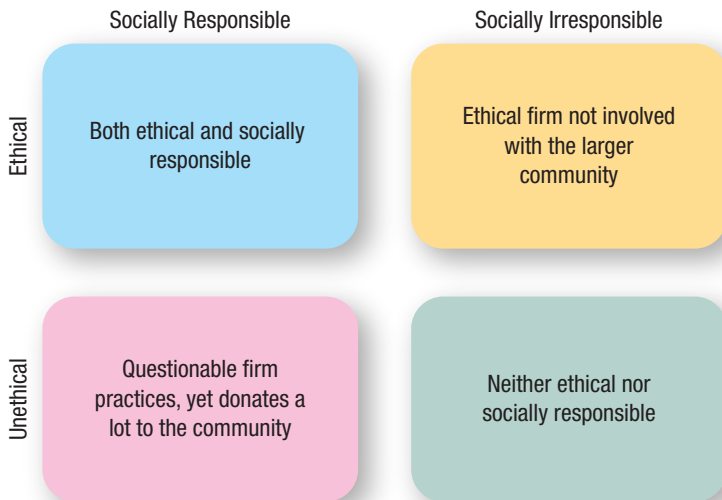 Socially Responsible
Socially Irresponsible
Ethical
Both ethical and socially
responsible
Ethical firm not involved
with the larger
community
Unethical
Questionable firm
practices, yet donates a
lot to the community
Neither ethical nor
socially responsible